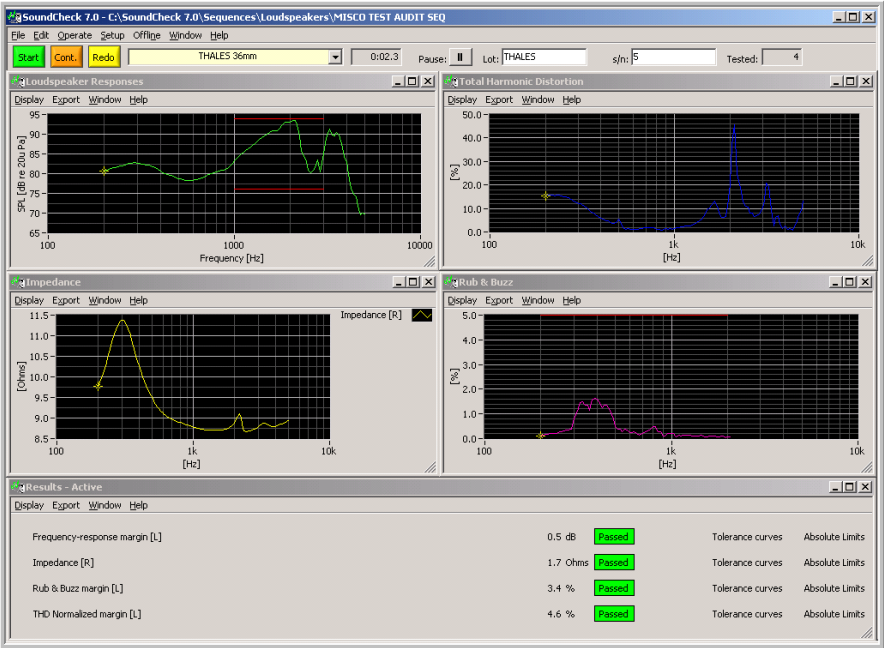 SoundCheck 7.0 - C:\SoundCheck 7.0\Sequences\Loudspeakers\MISCO TEST AUDIT SEQ
File Edit Operate Setup Offline Window Help
Start Cont. Redo THALES 36mm 0:02.3 Pause: Lot: THALES s/n: 5 Tested: 4
Loudspeaker Responses
Display Export Window Help
95
90
85
80
75
70
65
SPL [dB re 20u Pa]
100 1000 10000
Frequency [Hz]
Total Harmonic Distortion
Display Export Window Help
50.0
40.0
30.0
20.0
10.0
0.0
[%]
100 1k 10k
[Hz]
Impedance
Display Export Window Help
Impedance [R]
11.5
11.0
10.5
10.0
9.5
9.0
8.5
[Ohms]
100 1k 10k
[Hz]
Rub & Buzz
Display Export Window Help
5.0
4.0
3.0
2.0
1.0
0.0
[%]
100 1k 10k
[Hz]
Results - Active
Display Export Window Help
Frequency-response margin [L] 0.5 dB Passed Tolerance curves Absolute Limits
Impedance [R] 1.7 Ohms Passed Tolerance curves Absolute Limits
Rub & Buzz margin [L] 3.4 % Passed Tolerance curves Absolute Limits
THD Normalized margin [L] 4.6 % Passed Tolerance curves Absolute Limits